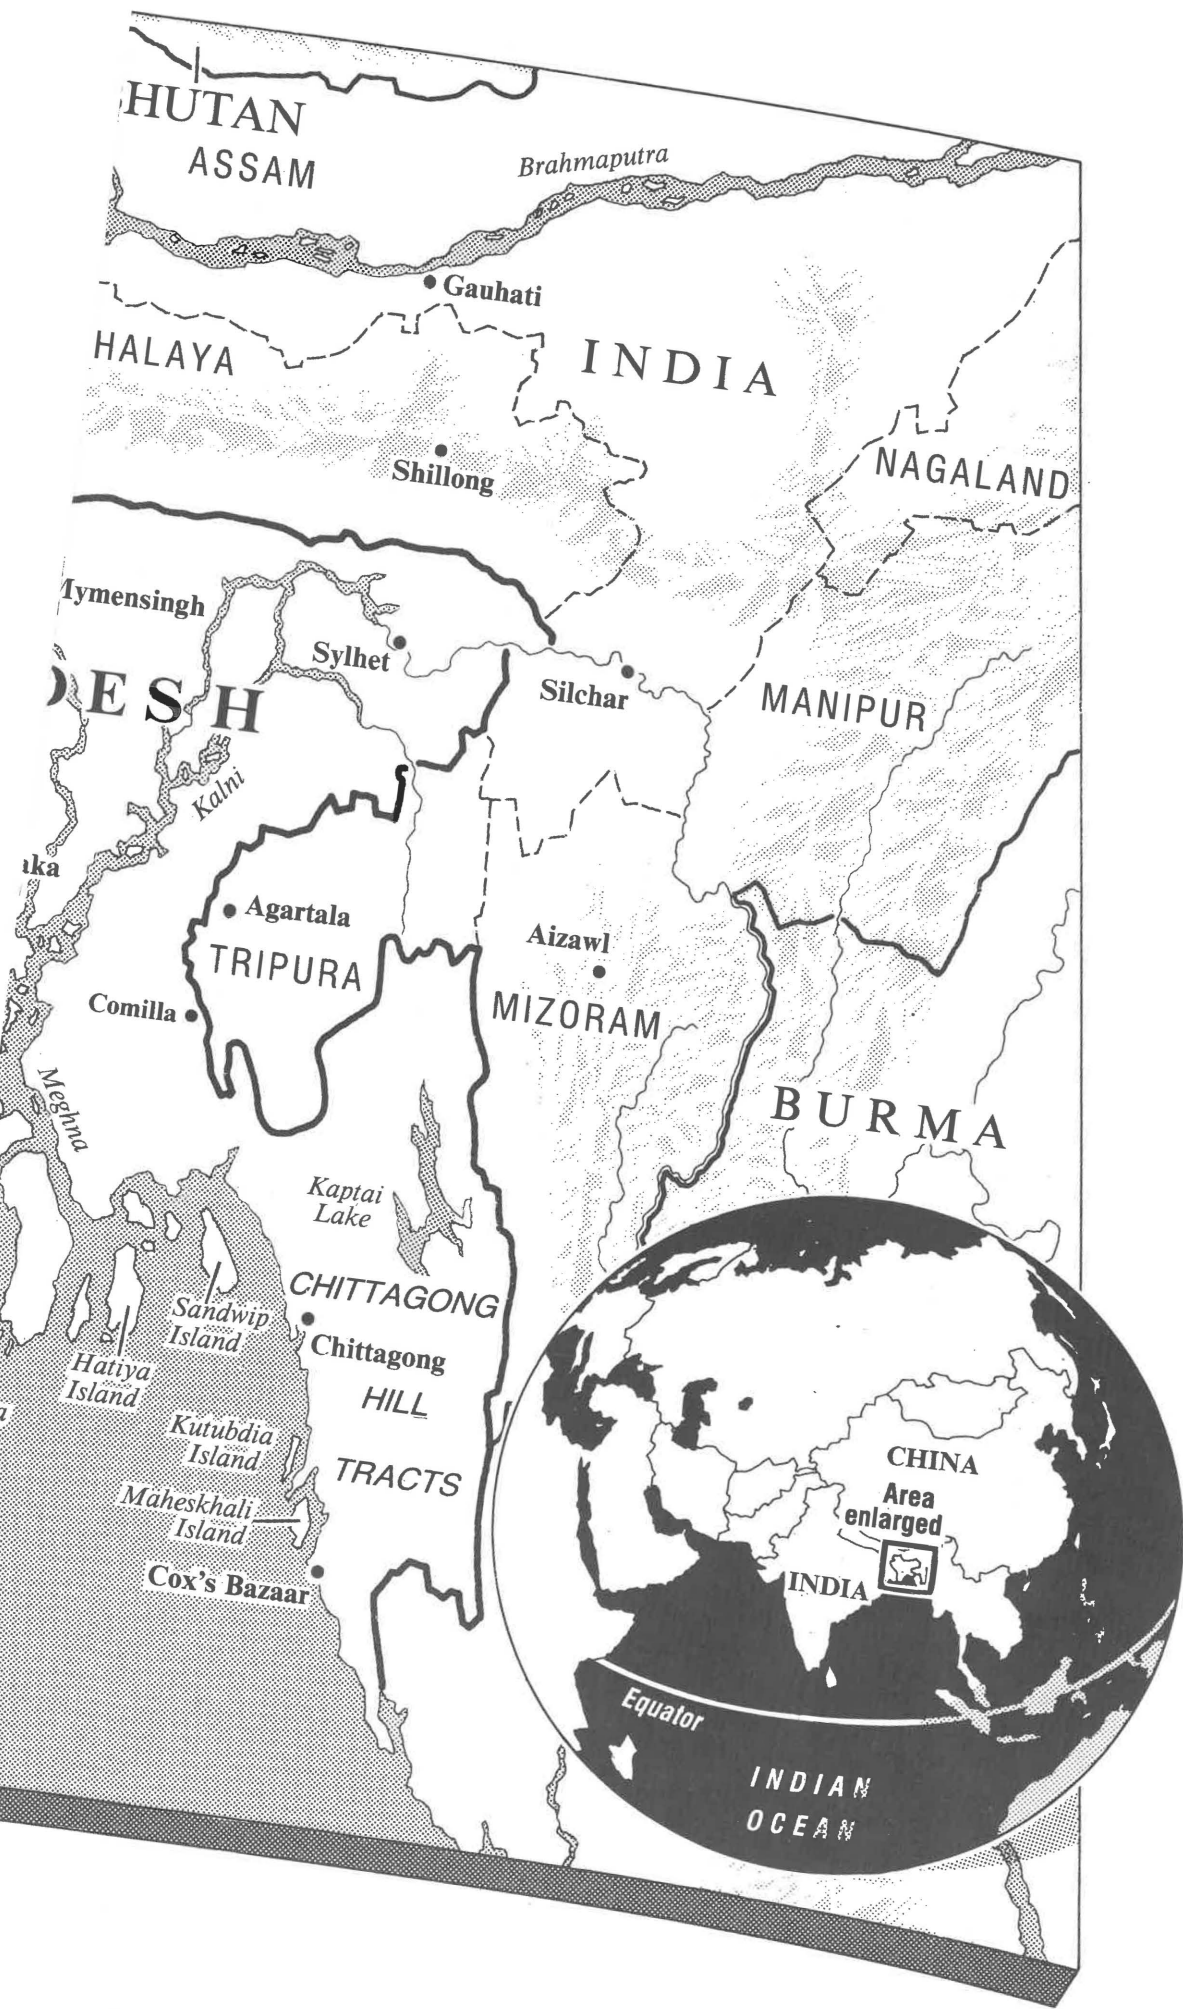 HUTAN
ASSAM
Brahmaputra
Gauhati
HALAYA
INDIA
Shillong
NAGALAND
Mymensingh
Sylhet
Silchar
DESH
MANIPUR
Kalni
aka
Agartala
Aizawl
TRIPURA
Comilla
MIZORAM
Meghna
BURMA
Kaptai
Lake
CHITTAGONG
Sandwip
Island
Chittagong
Hatiya
Island
HILL
a
Kutubdia
Island
TRACTS
Maheskhali
Island
Cox's Bazaar
CHINA
Area
enlarged
INDIA
Equator
INDIAN
OCEAN